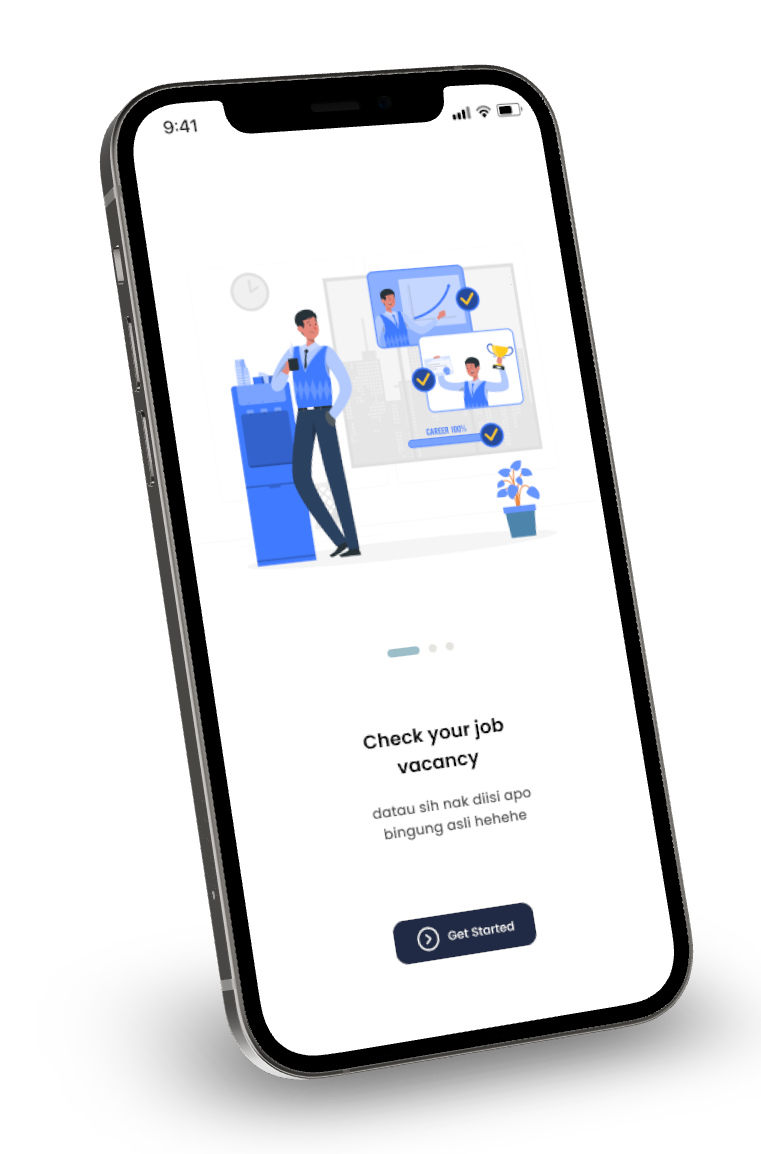 9:41
CAREER 100%
Check your job
vacancy
datau sih nak diisi apo
bingung asli hehehe
Get Started